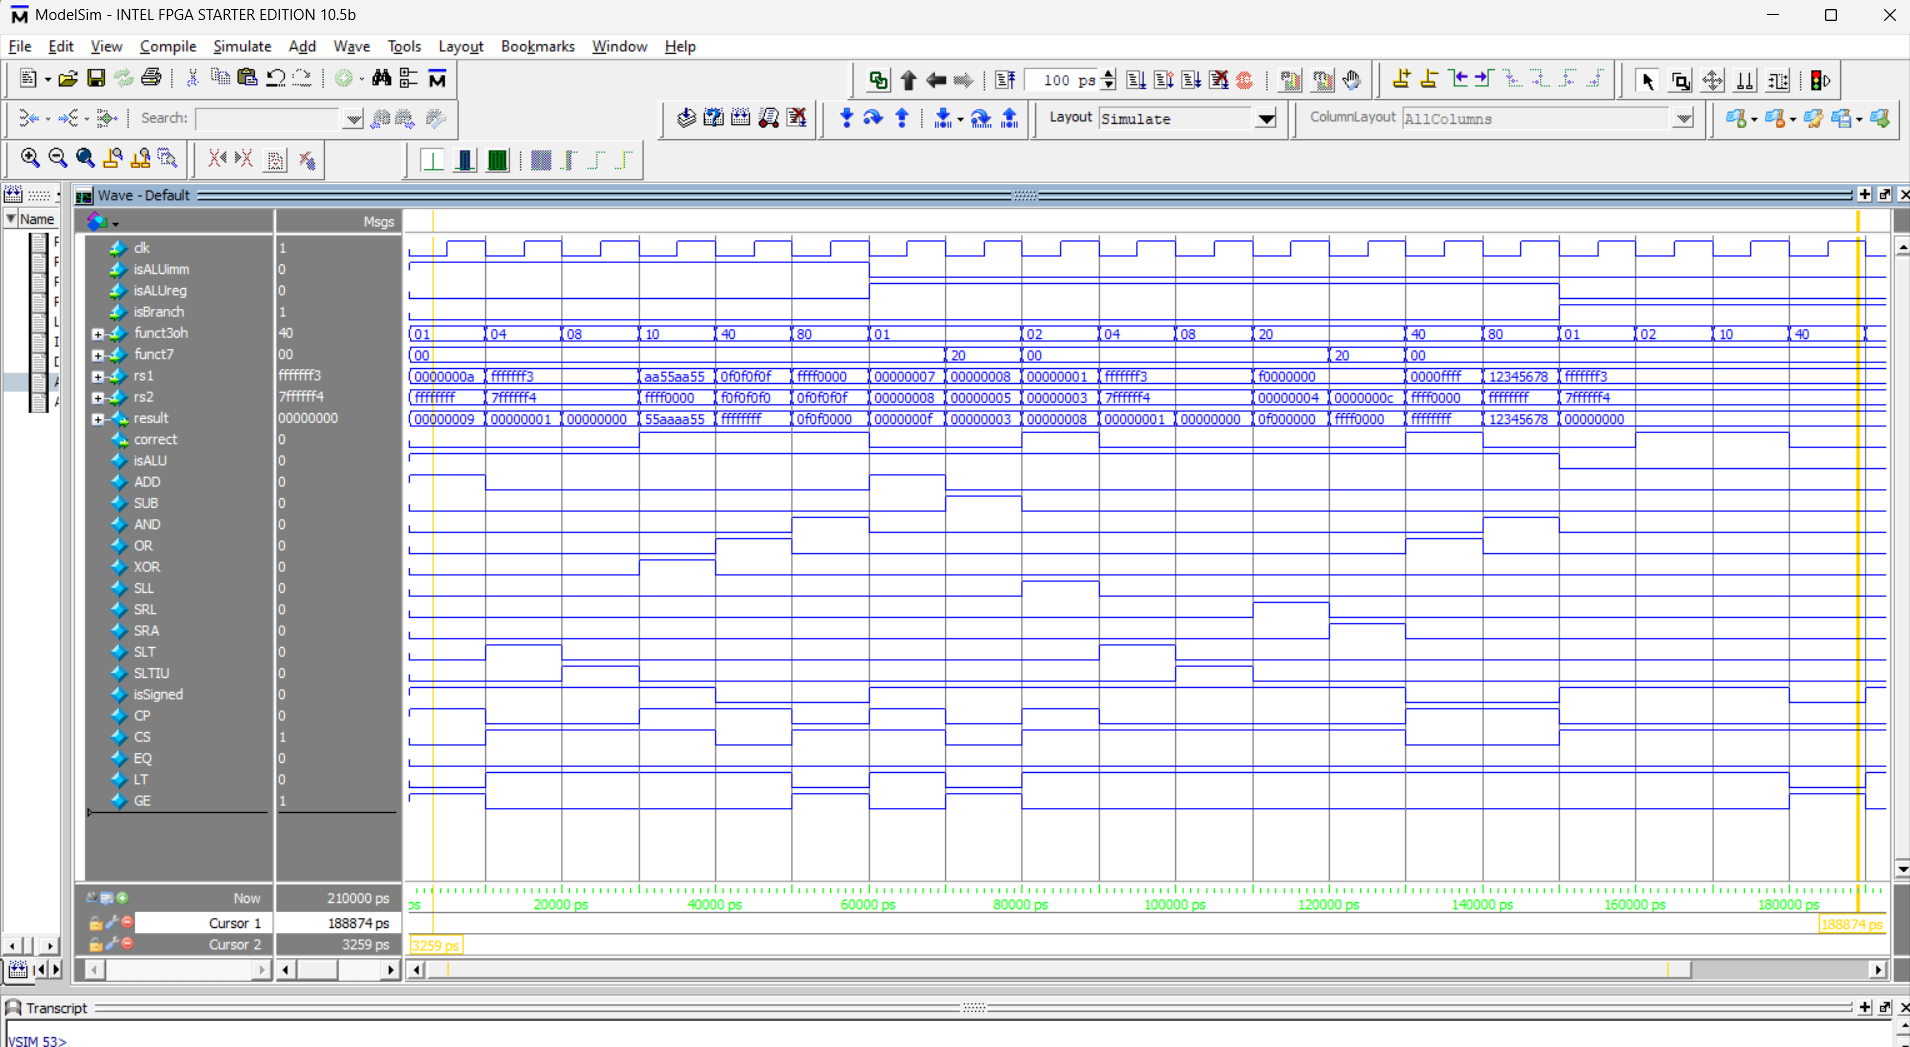 ModelSim - INTEL FPGA STARTER EDITION 10.5b
File Edit View Compile Simulate Add Wave Tools Layout Bookmarks Window Help
100 ps
Search:
Layout Simulate
ColumnLayout AllColumns
Name
Wave - Default
Msgs
clk 1
isALUimm 0
isALUreg 0
isBranch 1
funct3oh 40 01 04 08 10 40 80 01 02 04 08 20 40 80 01 02 10 40
funct7 00 00 20 00 20 00
rs1 fffffff3 0000000a fffffff3 aa55aa55 0f0f0f0f ffff0000 00000007 00000008 00000001 fffffff3 f0000000 0000ffff 12345678 fffffff3
rs2 7ffffff4 ffffffff 7ffffff4 ffff0000 f0f0f0f0 0f0f0f0f 00000008 00000005 00000003 7ffffff4 00000004 0000000c ffff0000 ffffffff 7ffffff4
result 00000000 00000009 00000001 00000000 55aaaa55 ffffffff 0f0f0000 0000000f 00000003 00000008 00000001 00000000 0f000000 ffff0000 ffffffff 12345678 00000000
correct 0
isALU 0
ADD 0
SUB 0
AND 0
OR 0
XOR 0
SLL 0
SRL 0
SRA 0
SLT 0
SLTIU 0
isSigned 0
CP 0
CS 1
EQ 0
LT 0
GE 1
Now 210000 ps 20000 ps 40000 ps 60000 ps 80000 ps 100000 ps 120000 ps 140000 ps 160000 ps 180000 ps
Cursor 1 188874 ps 188874 ps
Cursor 2 3259 ps 3259 ps
Transcript
VSIM 53>